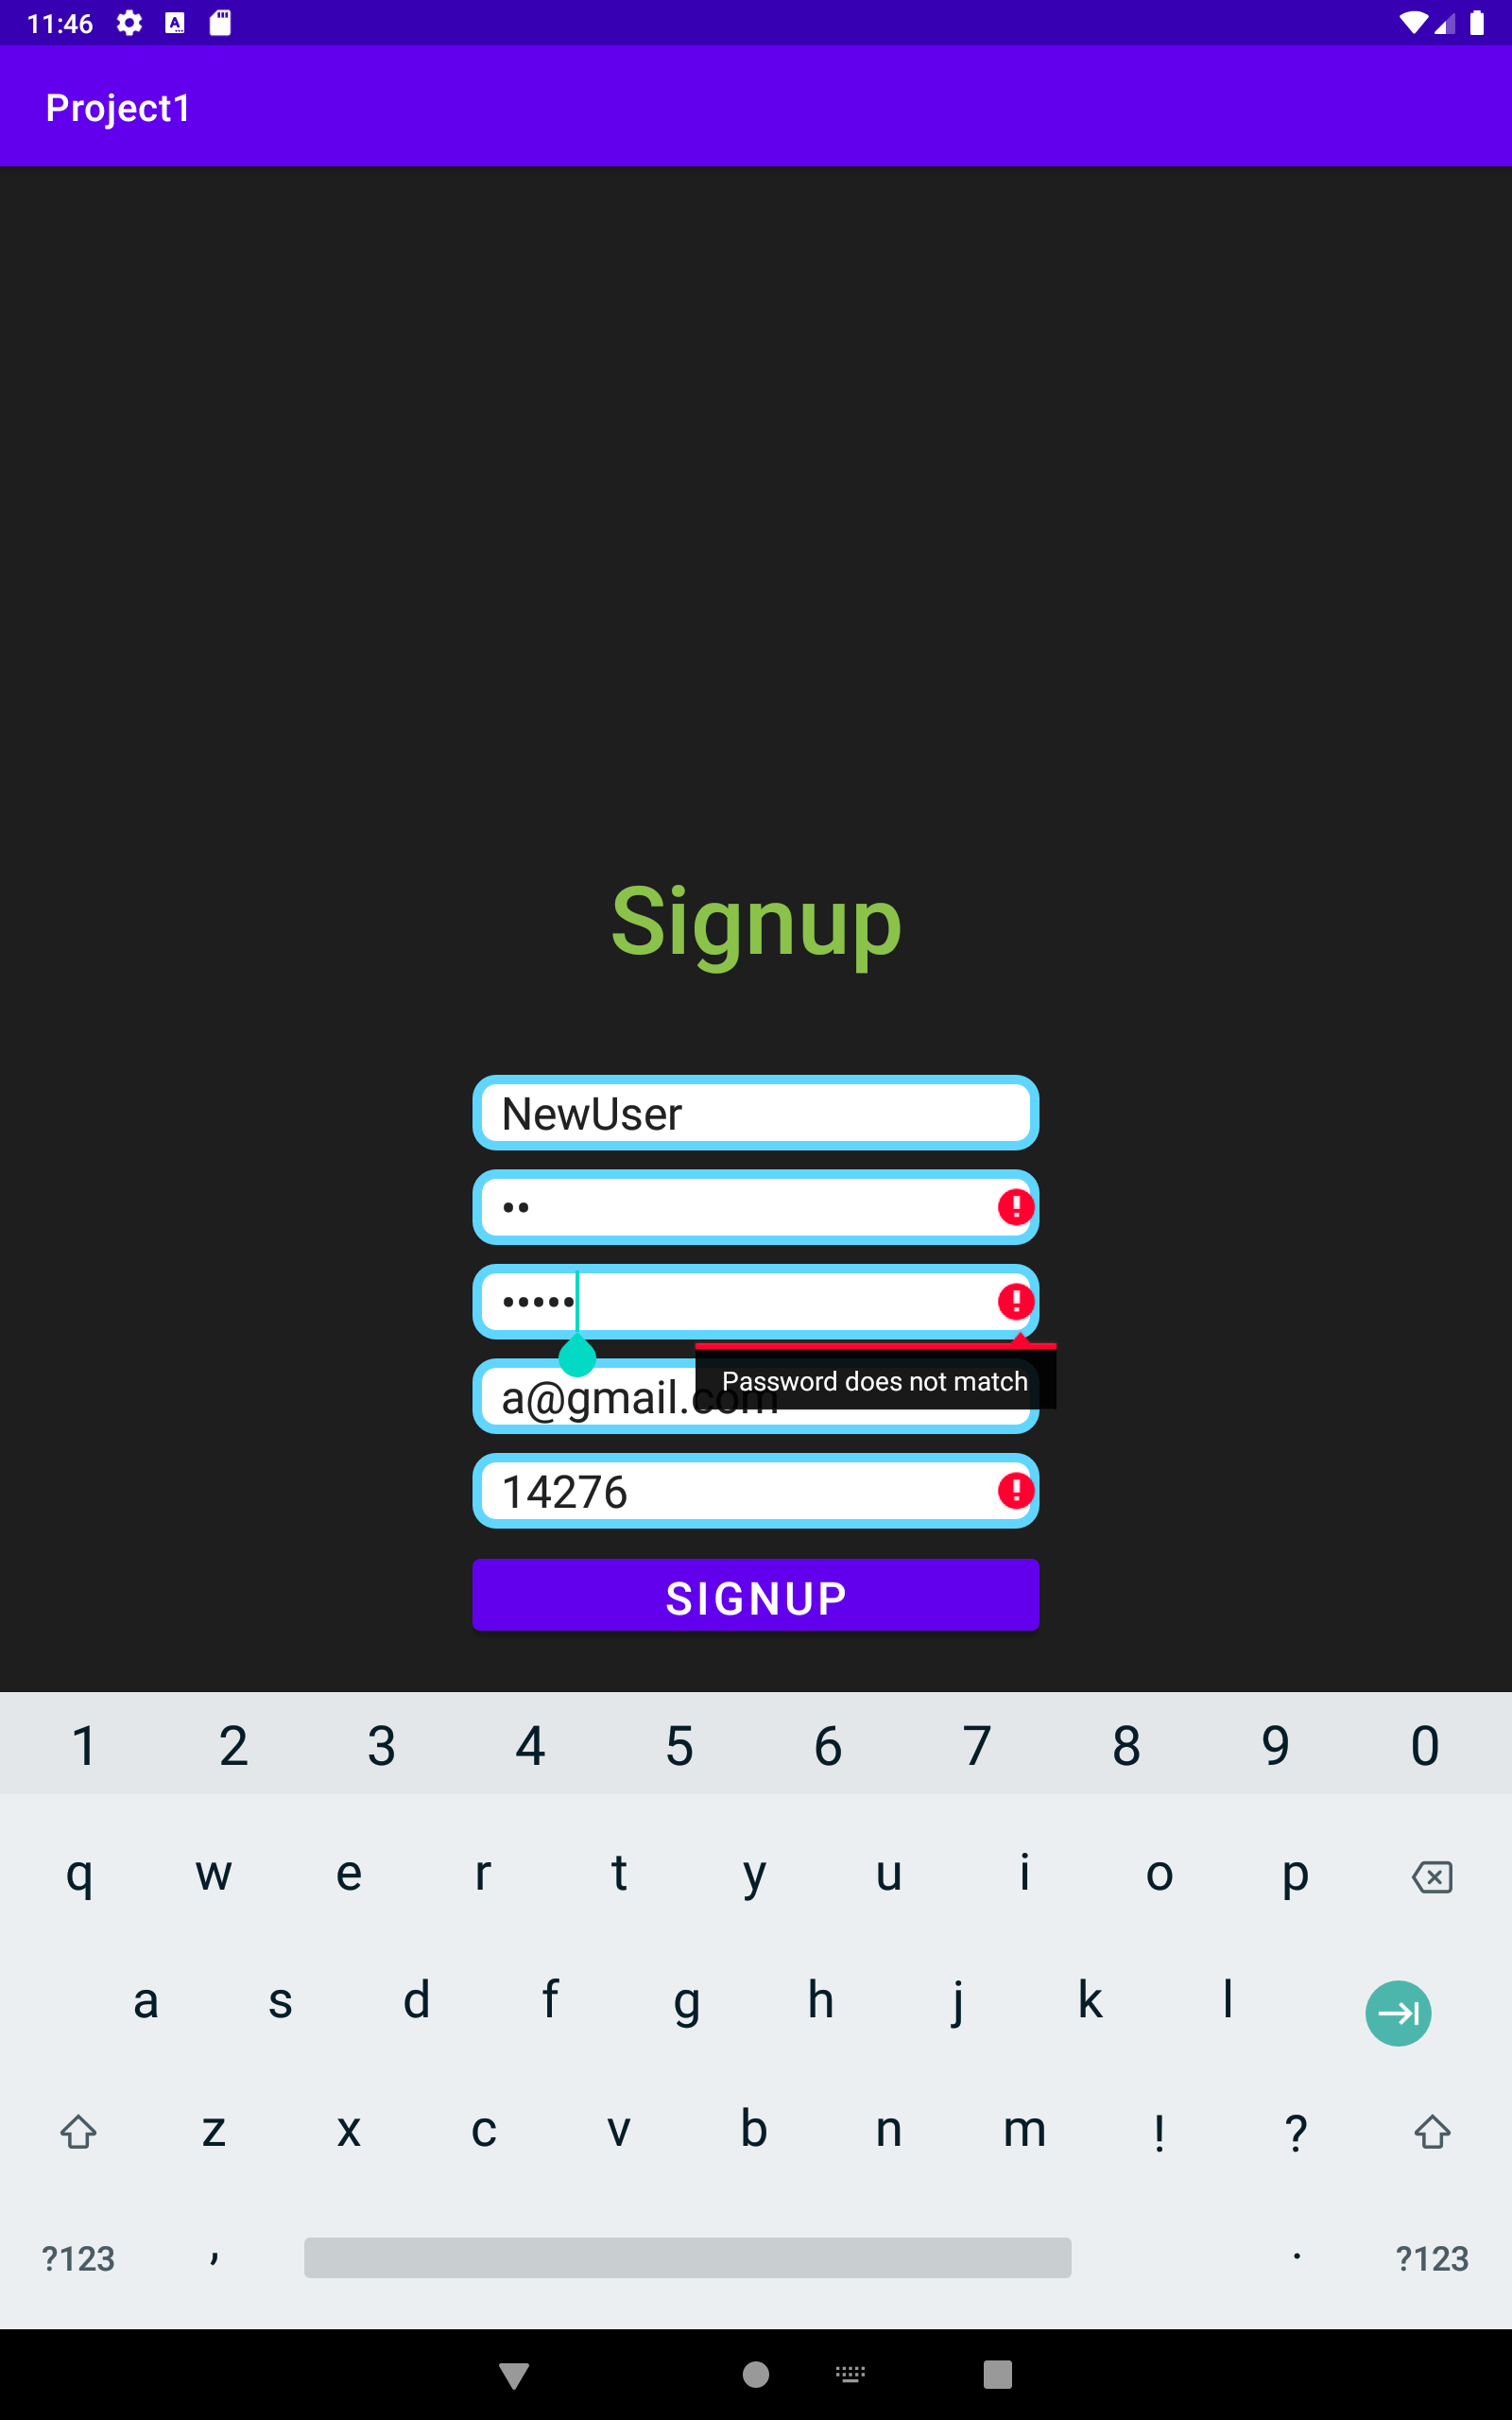 11:46
Project1
Signup
NewUser
••
•••••
Password does not match
a@gmail.com
14276
SIGNUP
1 2 3 4 5 6 7 8 9 0
q w e r t y u i o p
a s d f g h j k l
z x c v b n m ! ?
?123 , . ?123